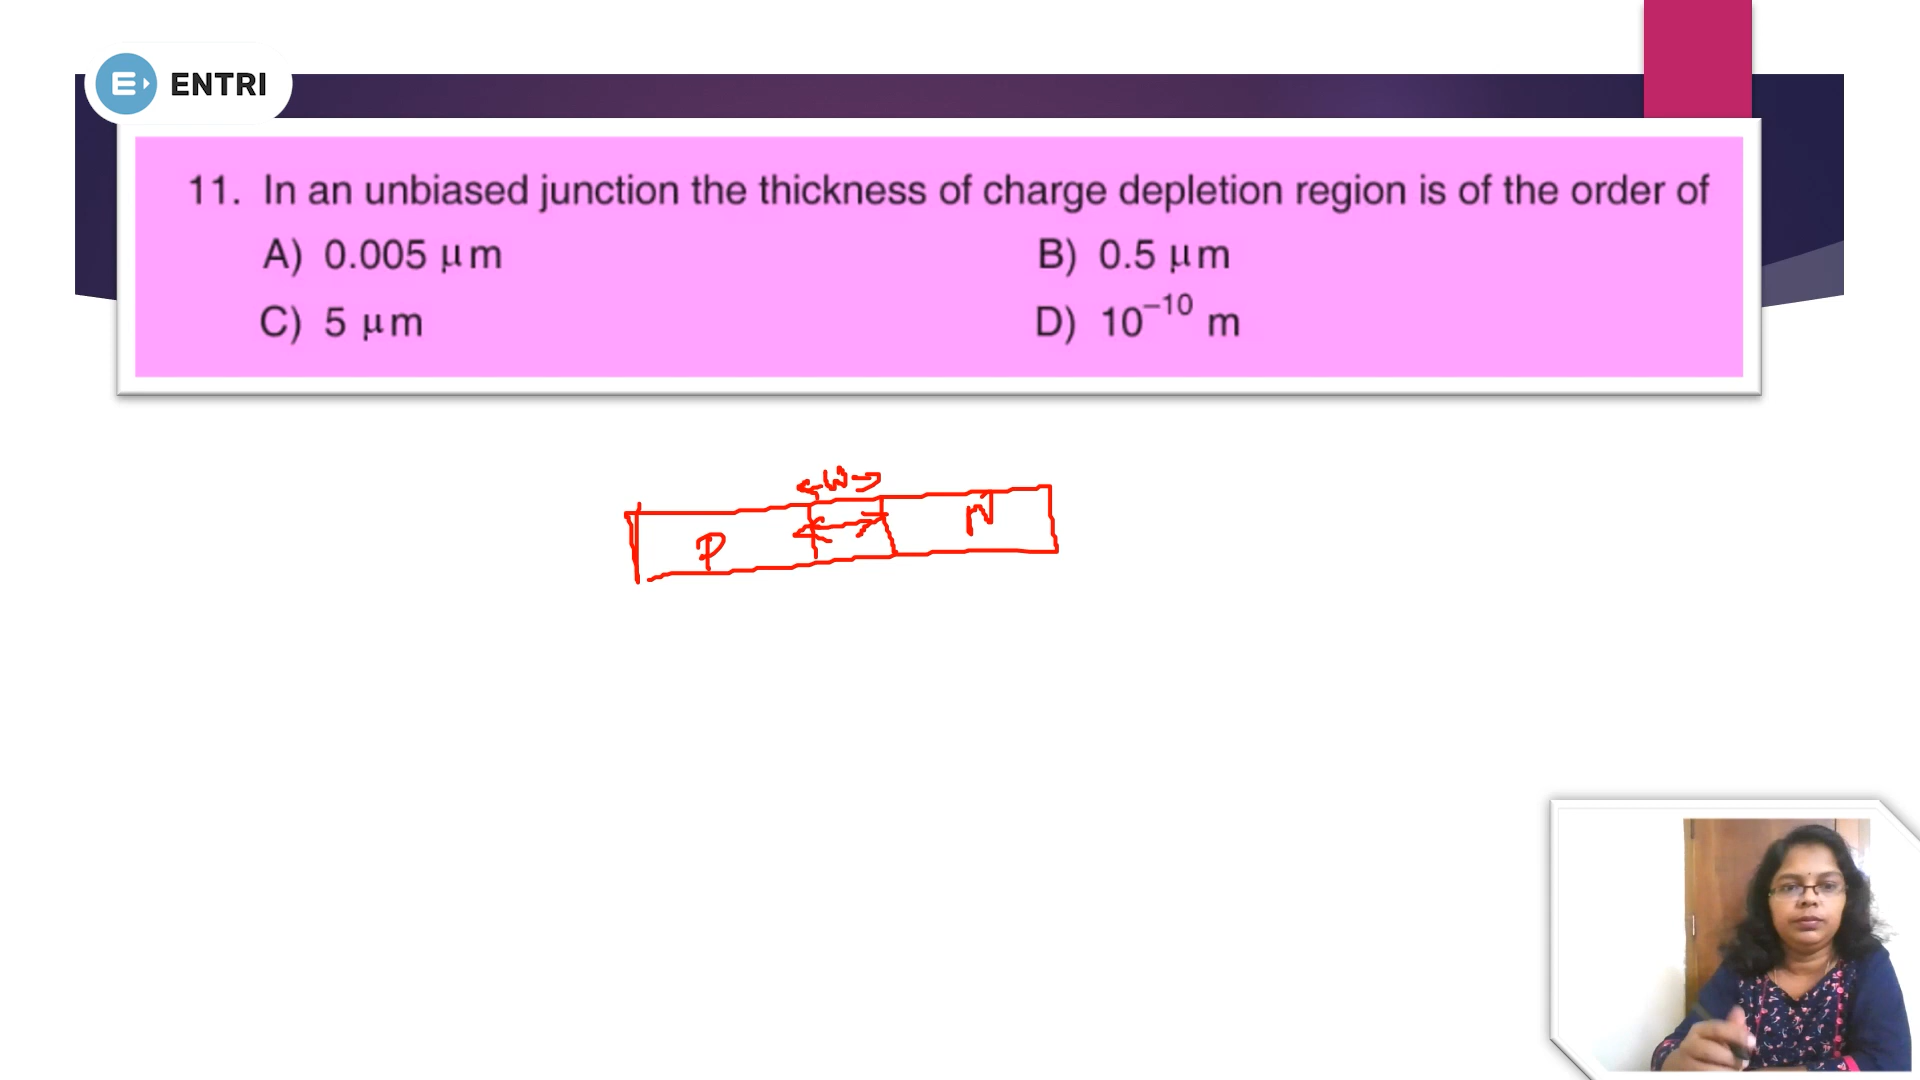 ENTRI
11. In an unbiased junction the thickness of charge depletion region is of the order of
A) 0.005 μm
B) 0.5 μm
C) 5 μm
D) 10⁻¹⁰ m
W
P
N